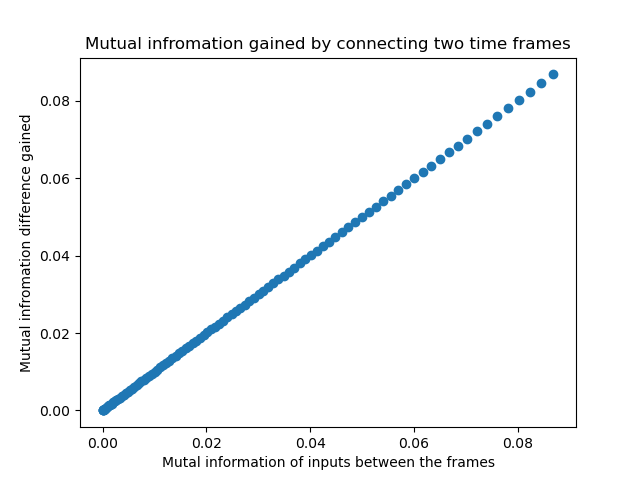 Mutual infromation gained by connecting two time frames
Mutual infromation difference gained
0.08
0.06
0.04
0.02
0.00
0.00 0.02 0.04 0.06 0.08
Mutal information of inputs between the frames